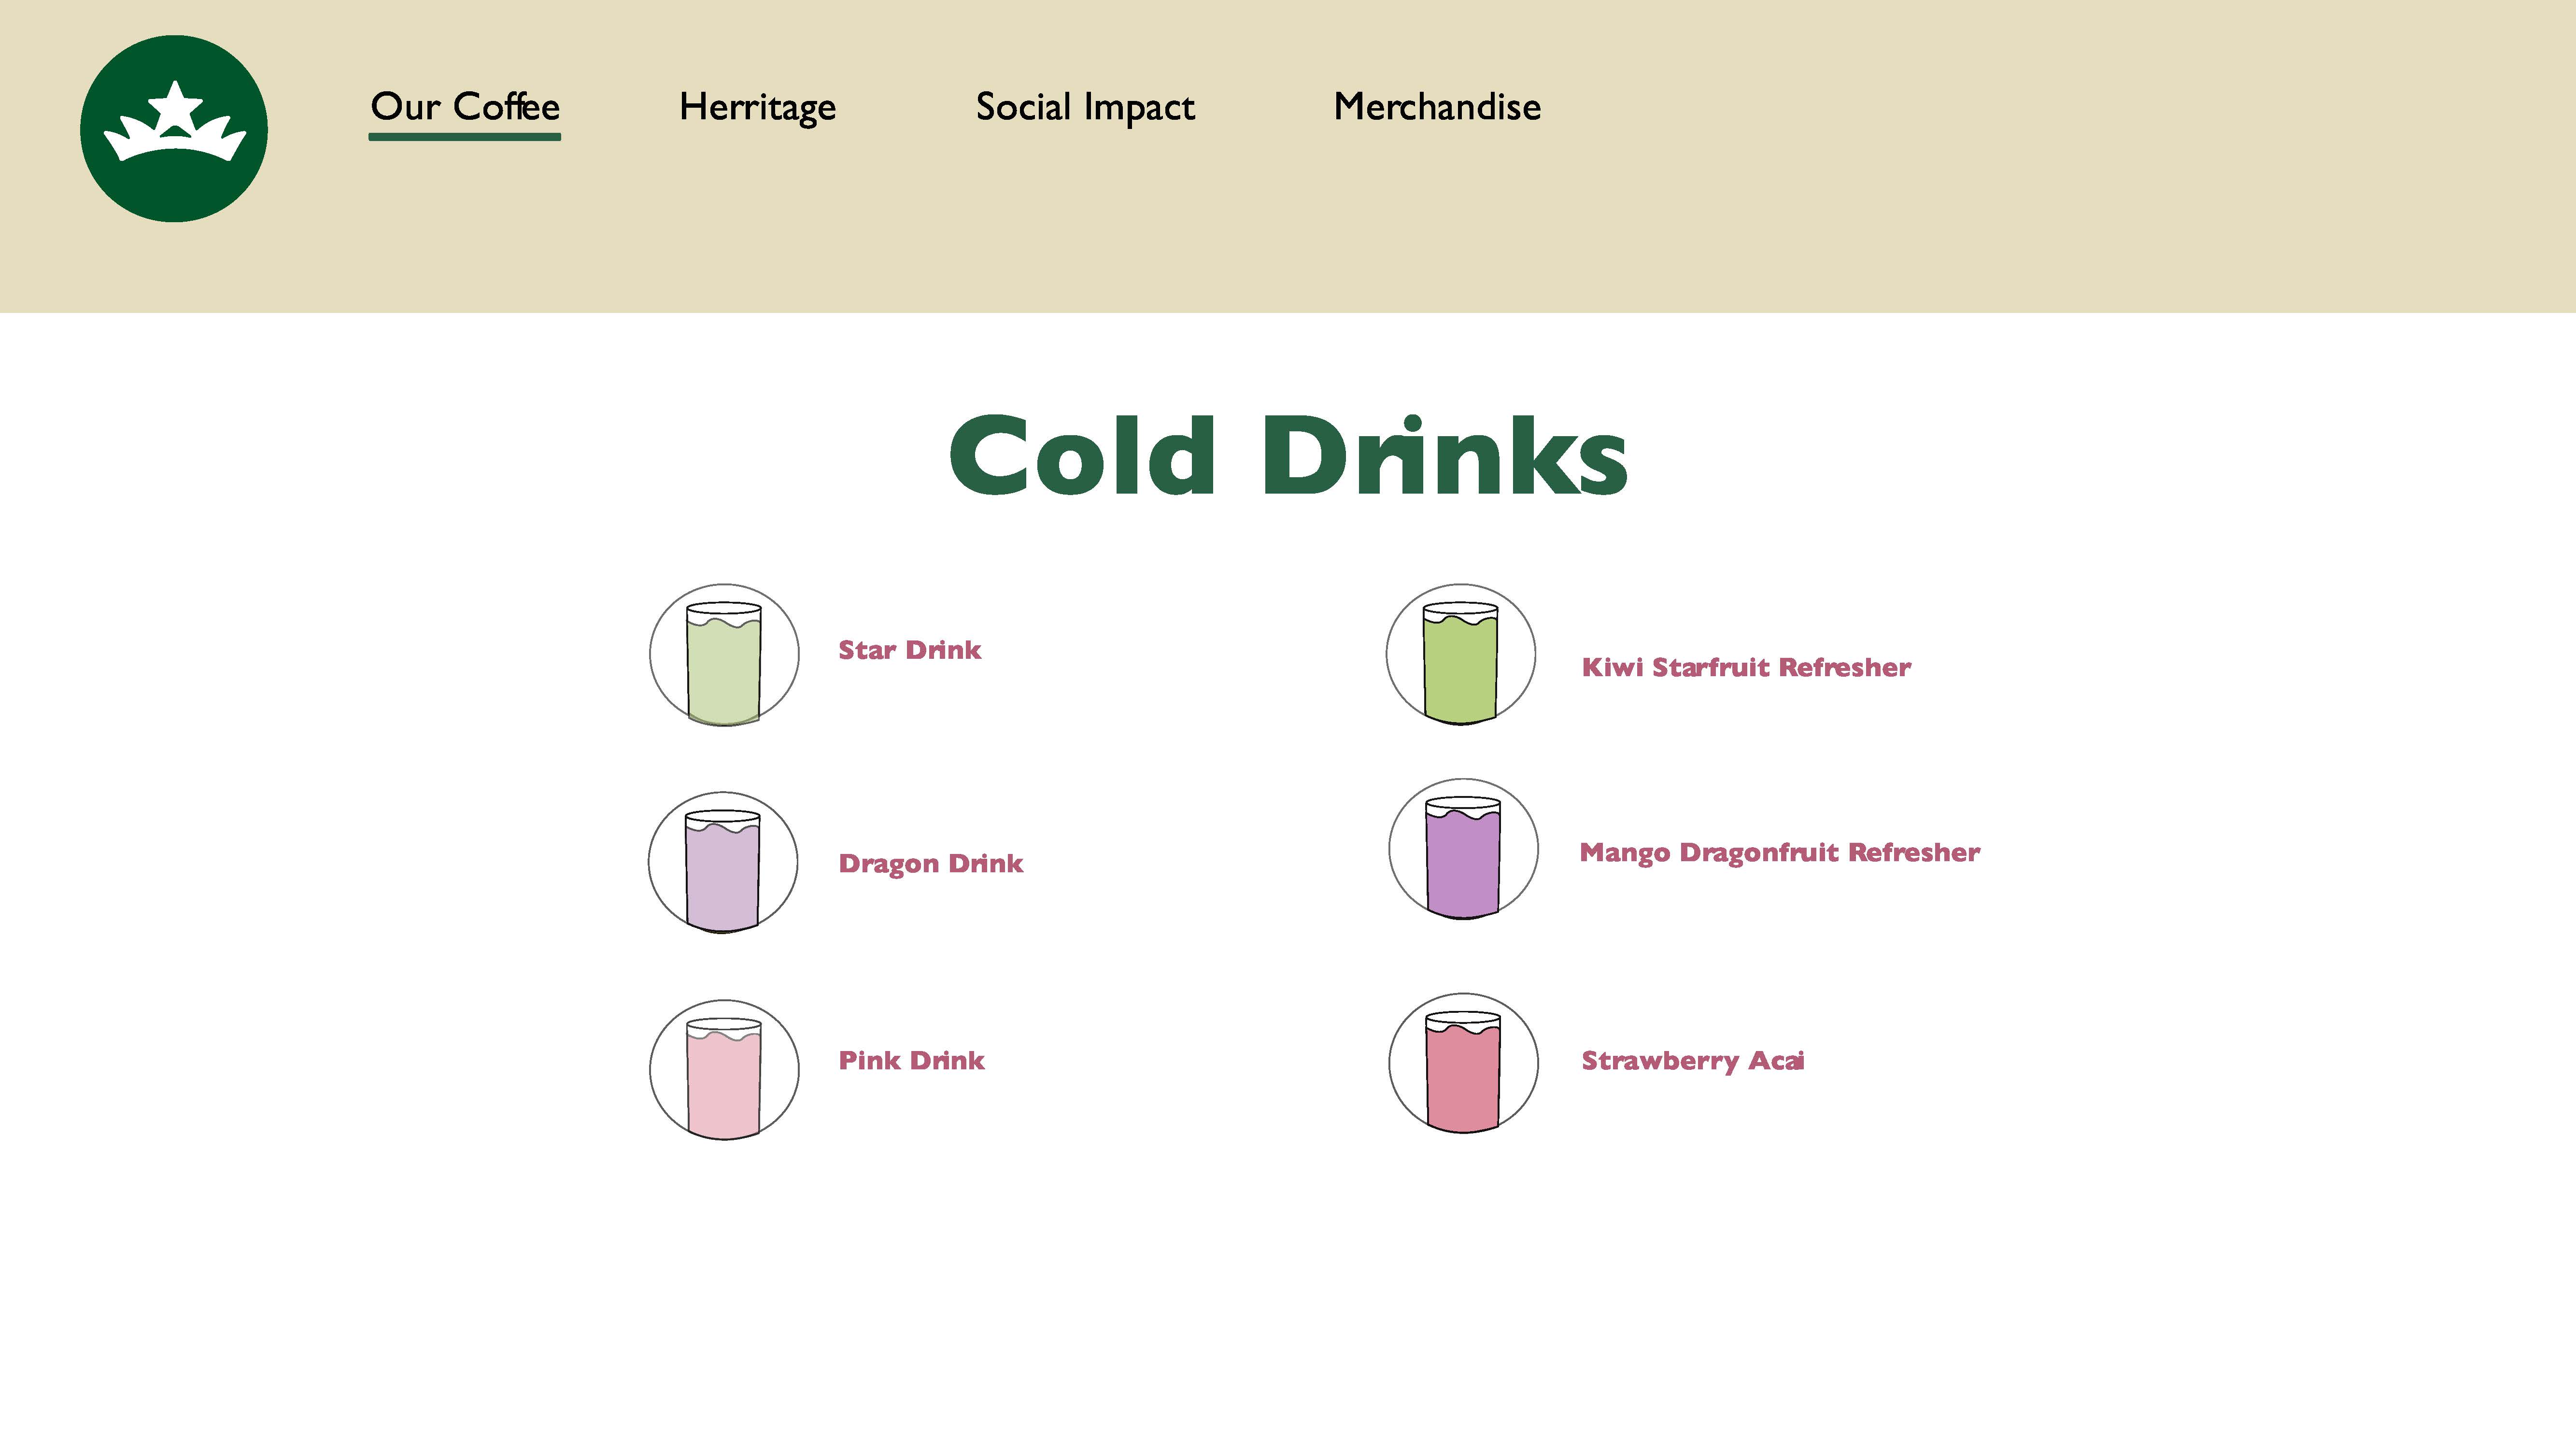 Our Coffee
Herritage
Social Impact
Merchandise
Cold Drinks
Star Drink
Kiwi Starfruit Refresher
Dragon Drink
Mango Dragonfruit Refresher
Pink Drink
Strawberry Acai